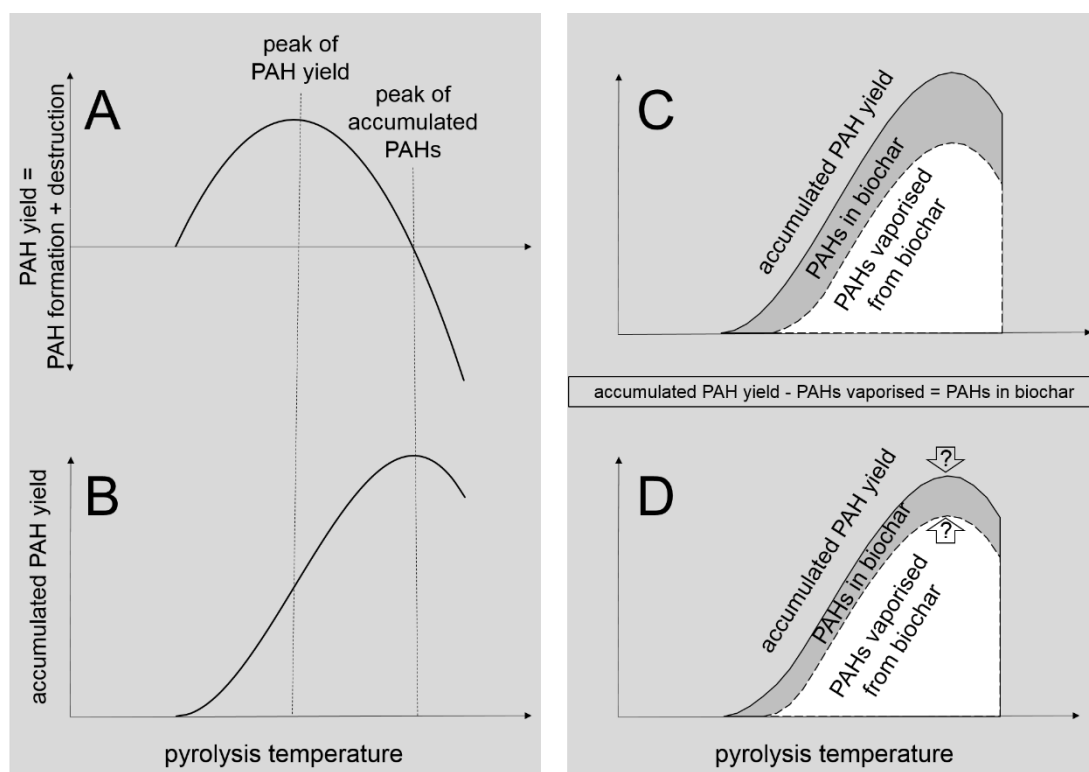 A
peak of
PAH yield
peak of
accumulated
PAHs
PAH yield =
PAH formation + destruction
B
accumulated PAH yield
pyrolysis temperature
C
accumulated PAH yield
PAHs in biochar
PAHs vaporised
from biochar
accumulated PAH yield - PAHs vaporised = PAHs in biochar
D
accumulated PAH yield
PAHs in biochar
PAHs vaporised
from biochar
?
?
pyrolysis temperature